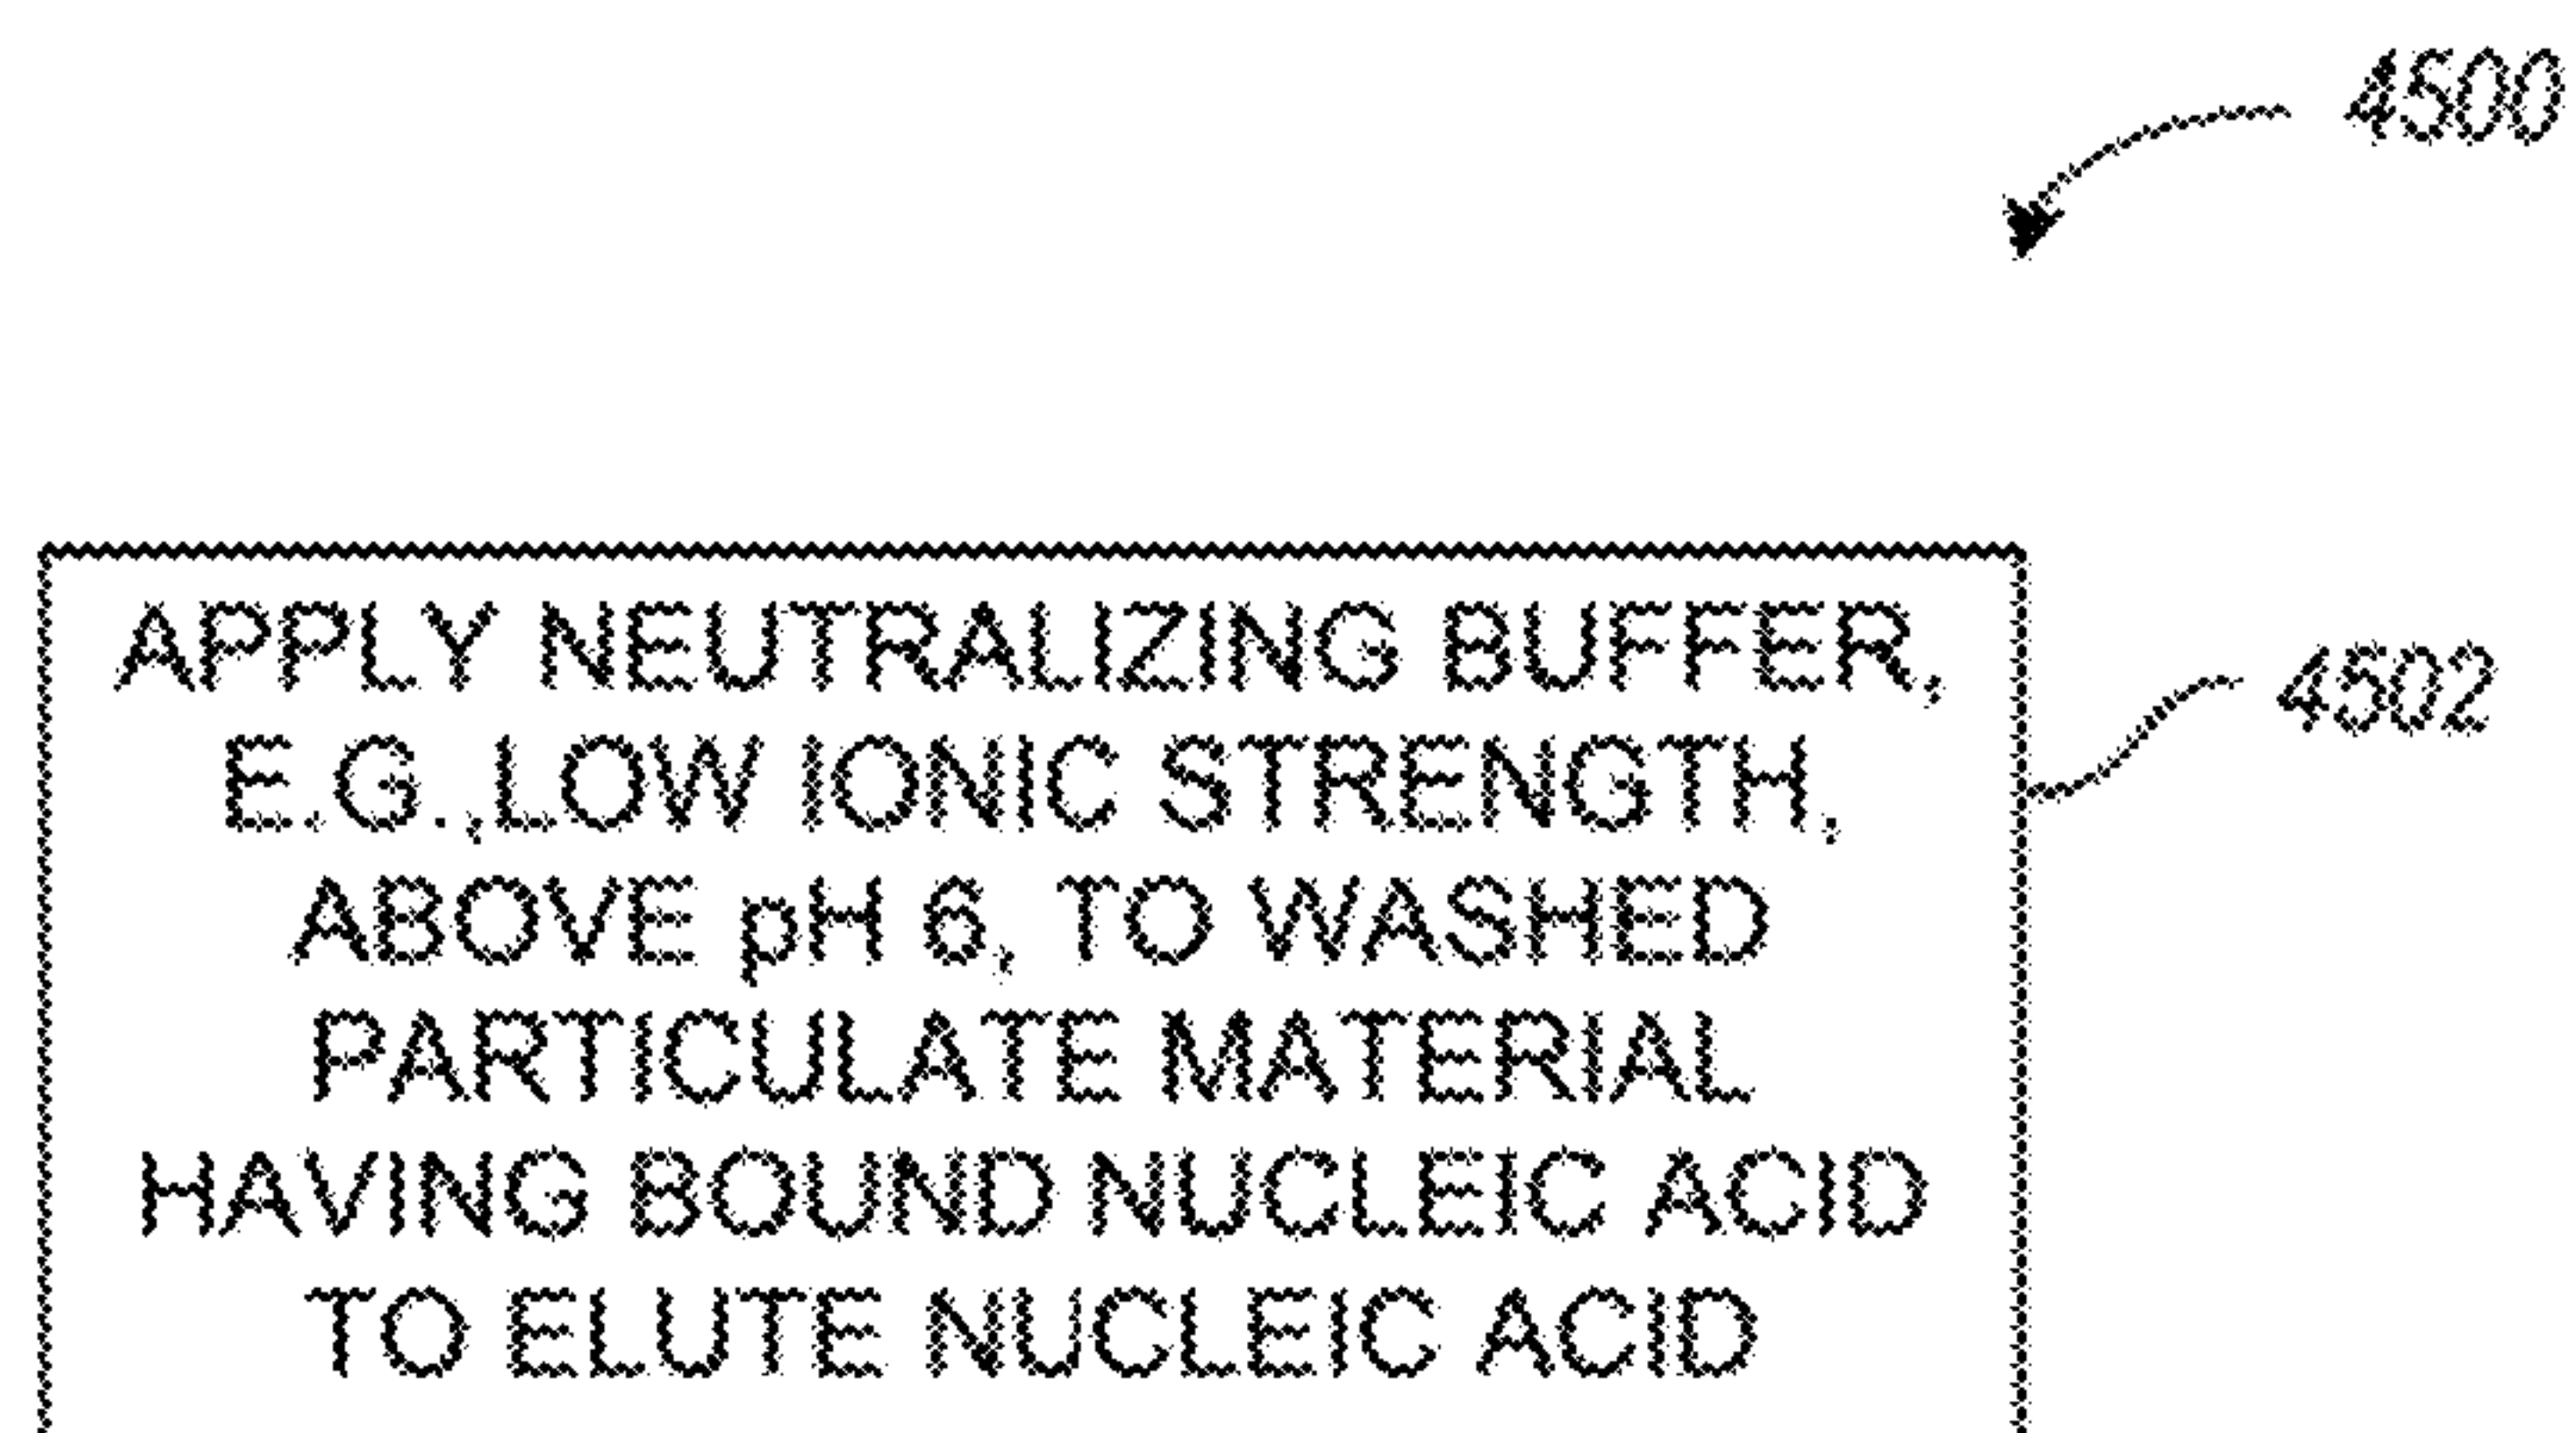 4500
APPLY NEUTRALIZING BUFFER,
E.G.,LOW IONIC STRENGTH,
4502
ABOVE pH 6, TO WASHED
PARTICULATE MATERIAL
HAVING BOUND NUCLEIC ACID
TO ELUTE NUCLEIC ACID